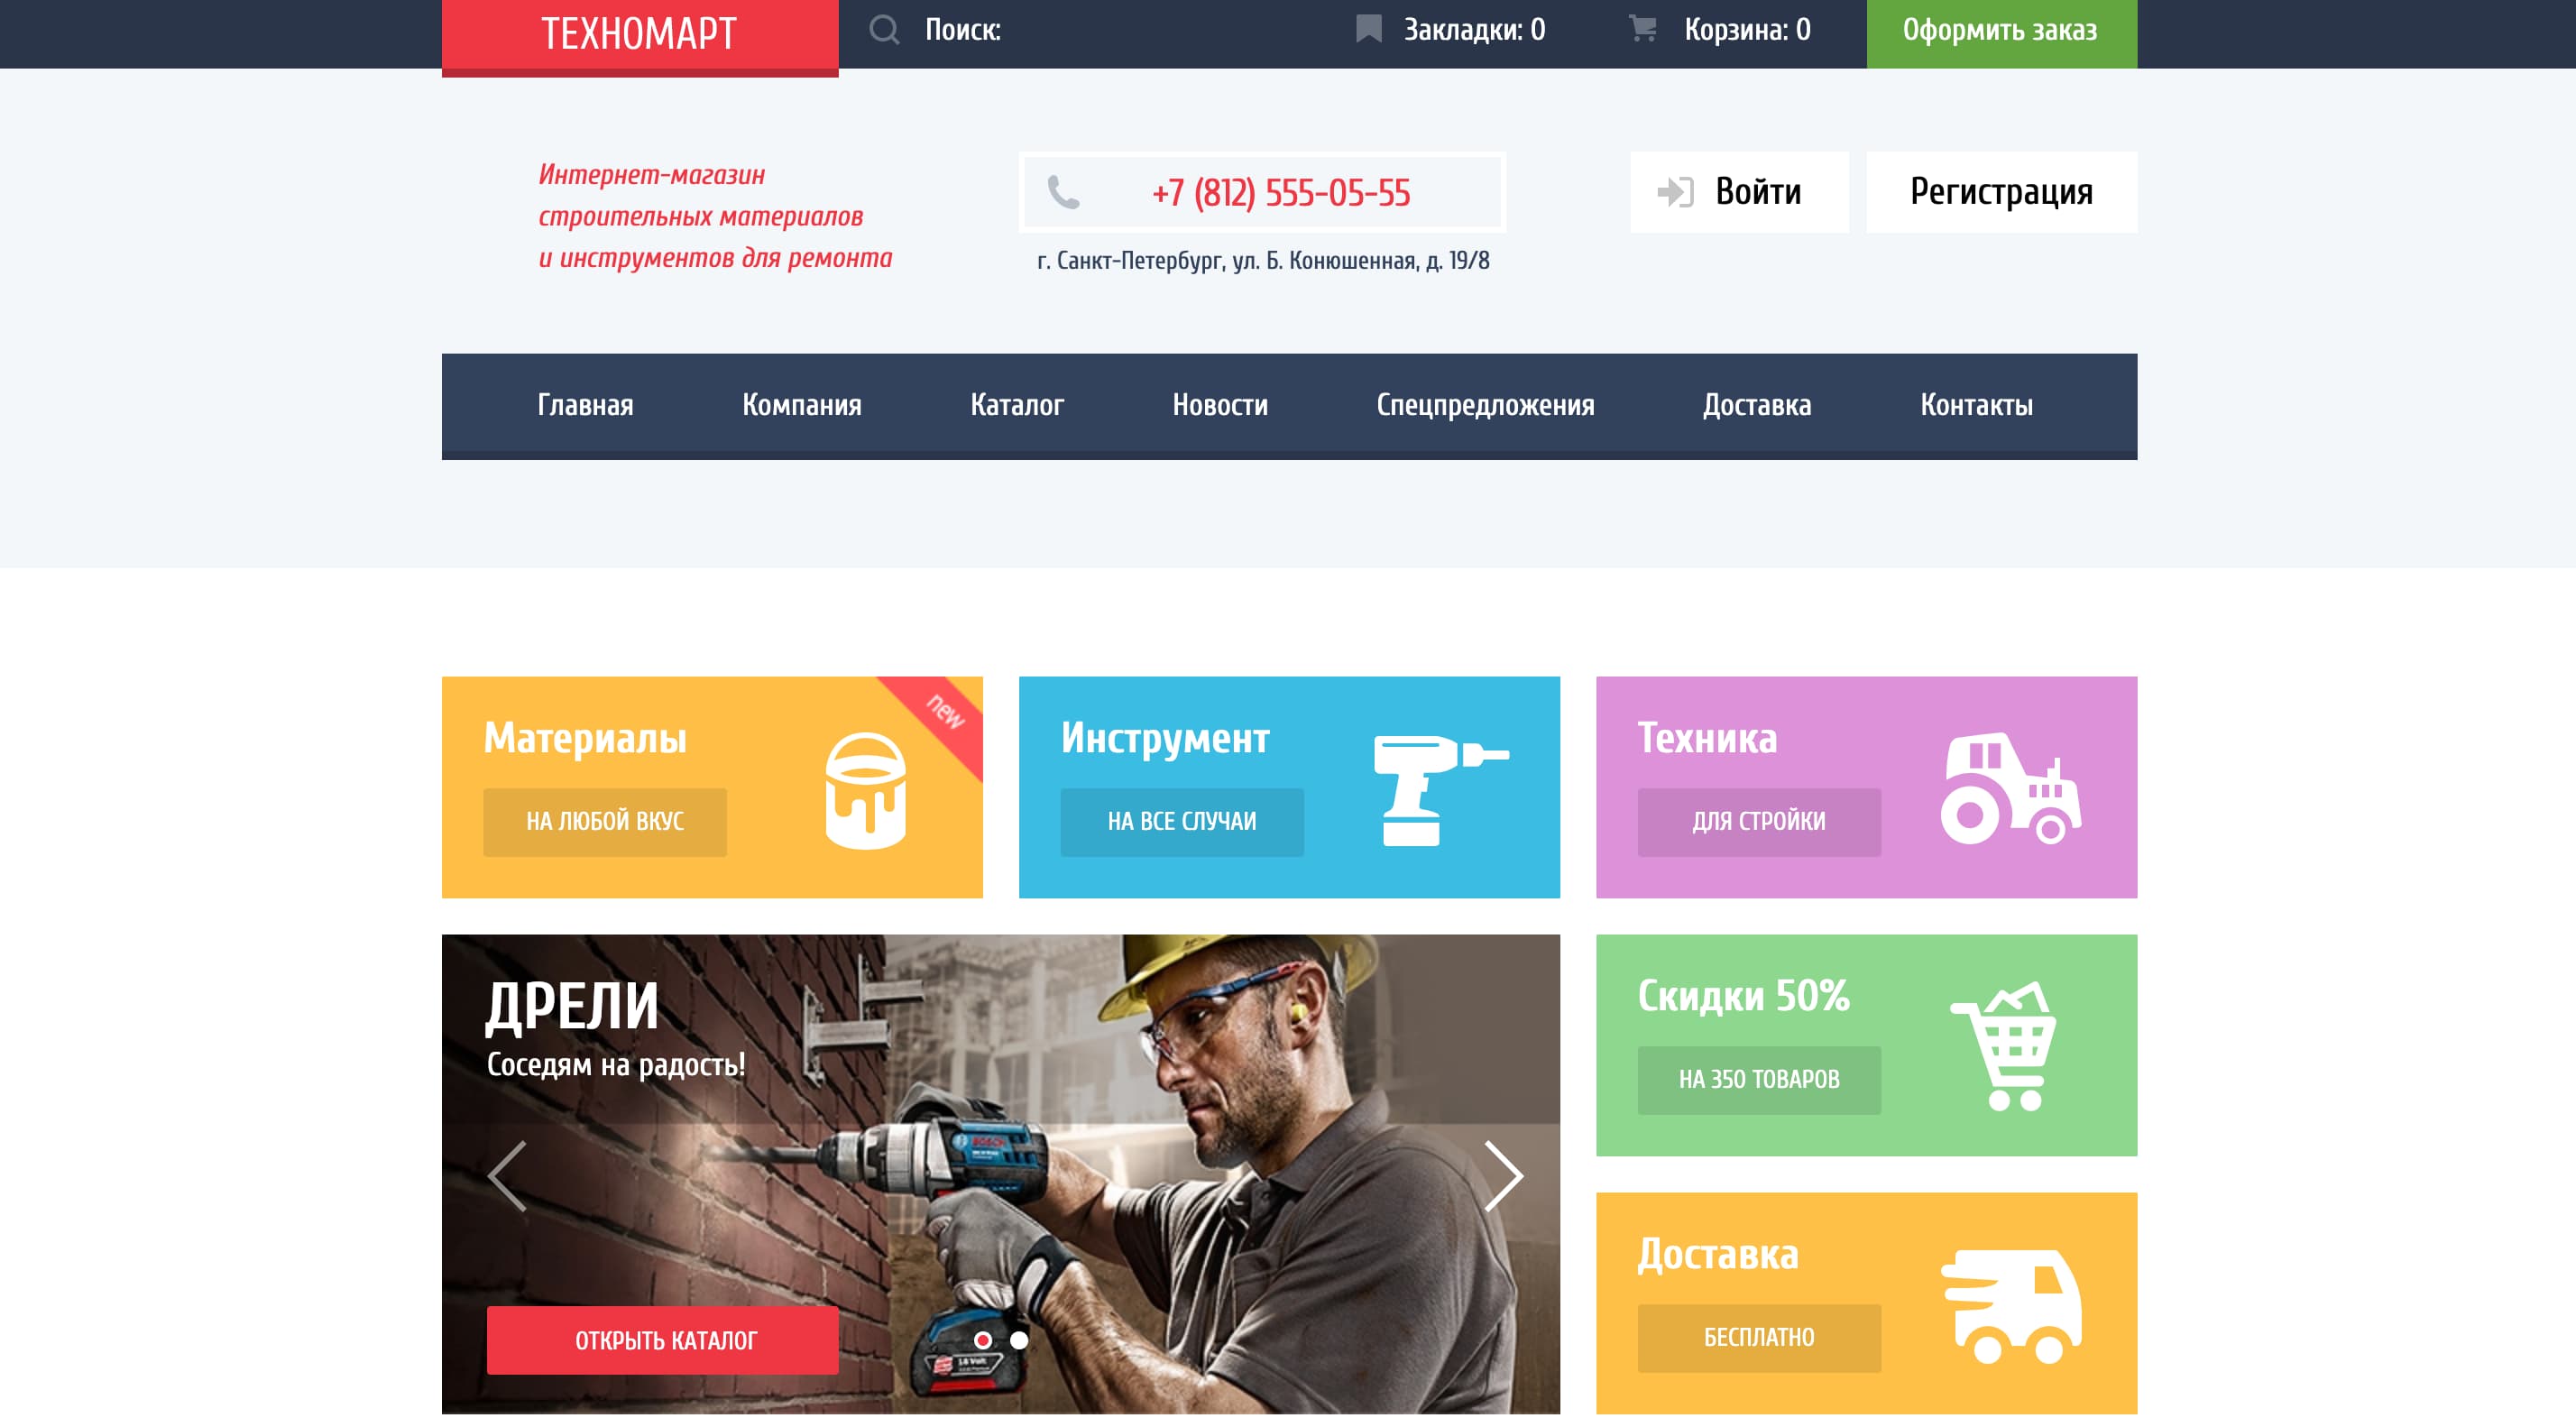 ТЕХНОМАРТ
Поиск:
Закладки: 0
Корзина: 0
Оформить заказ
Интернет-магазин
строительных материалов
и инструментов для ремонта
+7 (812) 555-05-55
г. Санкт-Петербург, ул. Б. Конюшенная, д. 19/8
Войти
Регистрация
Главная
Компания
Каталог
Новости
Спецпредложения
Доставка
Контакты
Материалы
new
НА ЛЮБОЙ ВКУС
Инструмент
НА ВСЕ СЛУЧАИ
Техника
ДЛЯ СТРОЙКИ
ДРЕЛИ
Соседям на радость!
BOSCH
18 Volt
ОТКРЫТЬ КАТАЛОГ
Скидки 50%
НА 350 ТОВАРОВ
Доставка
БЕСПЛАТНО